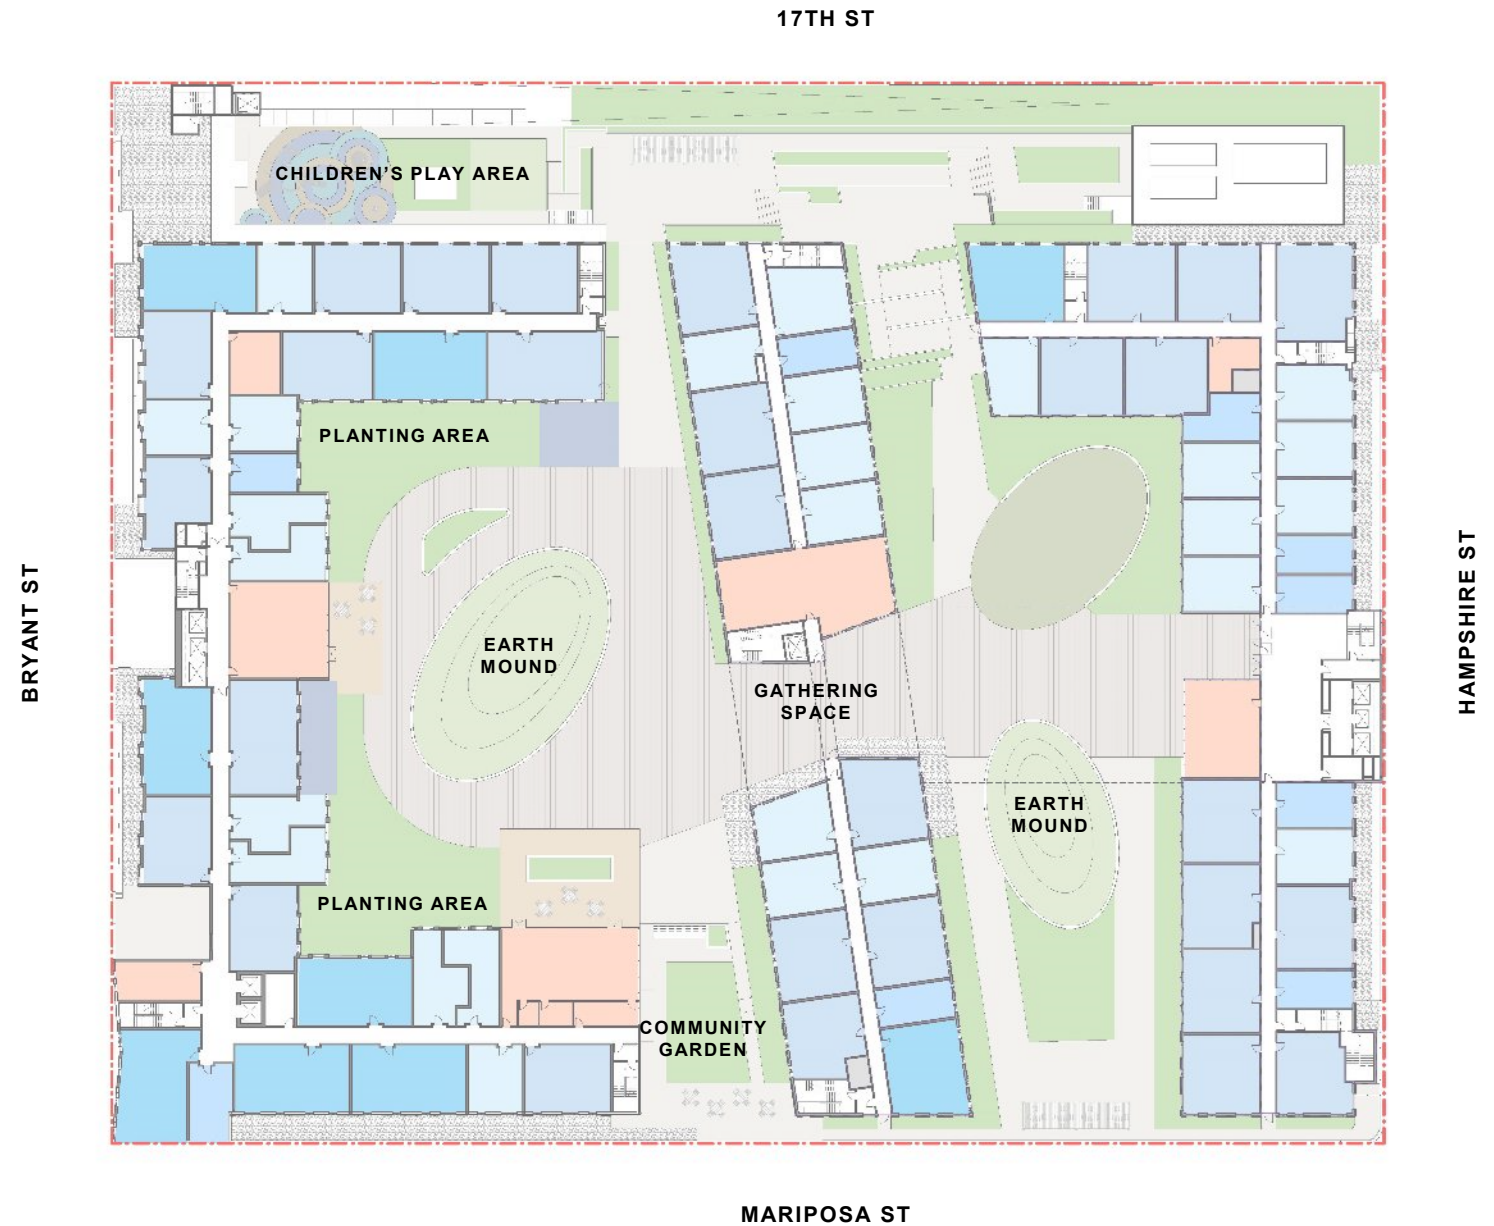 17TH ST
CHILDREN'S PLAY AREA
PLANTING AREA
BRYANT ST
HAMPSHIRE ST
EARTH
MOUND
GATHERING
SPACE
EARTH
MOUND
PLANTING AREA
COMMUNITY
GARDEN
MARIPOSA ST